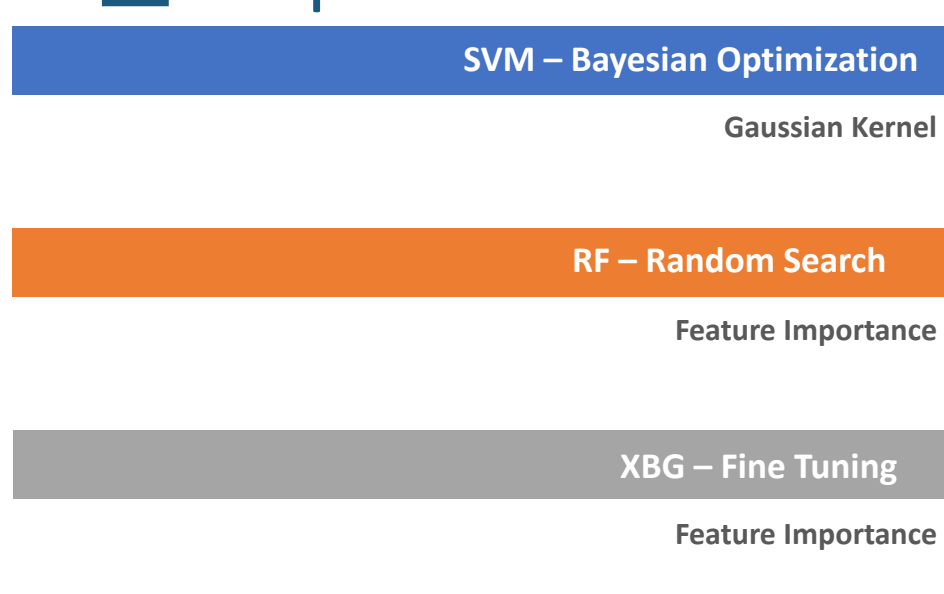 SVM – Bayesian Optimization
Gaussian Kernel
RF – Random Search
Feature Importance
XBG – Fine Tuning
Feature Importance